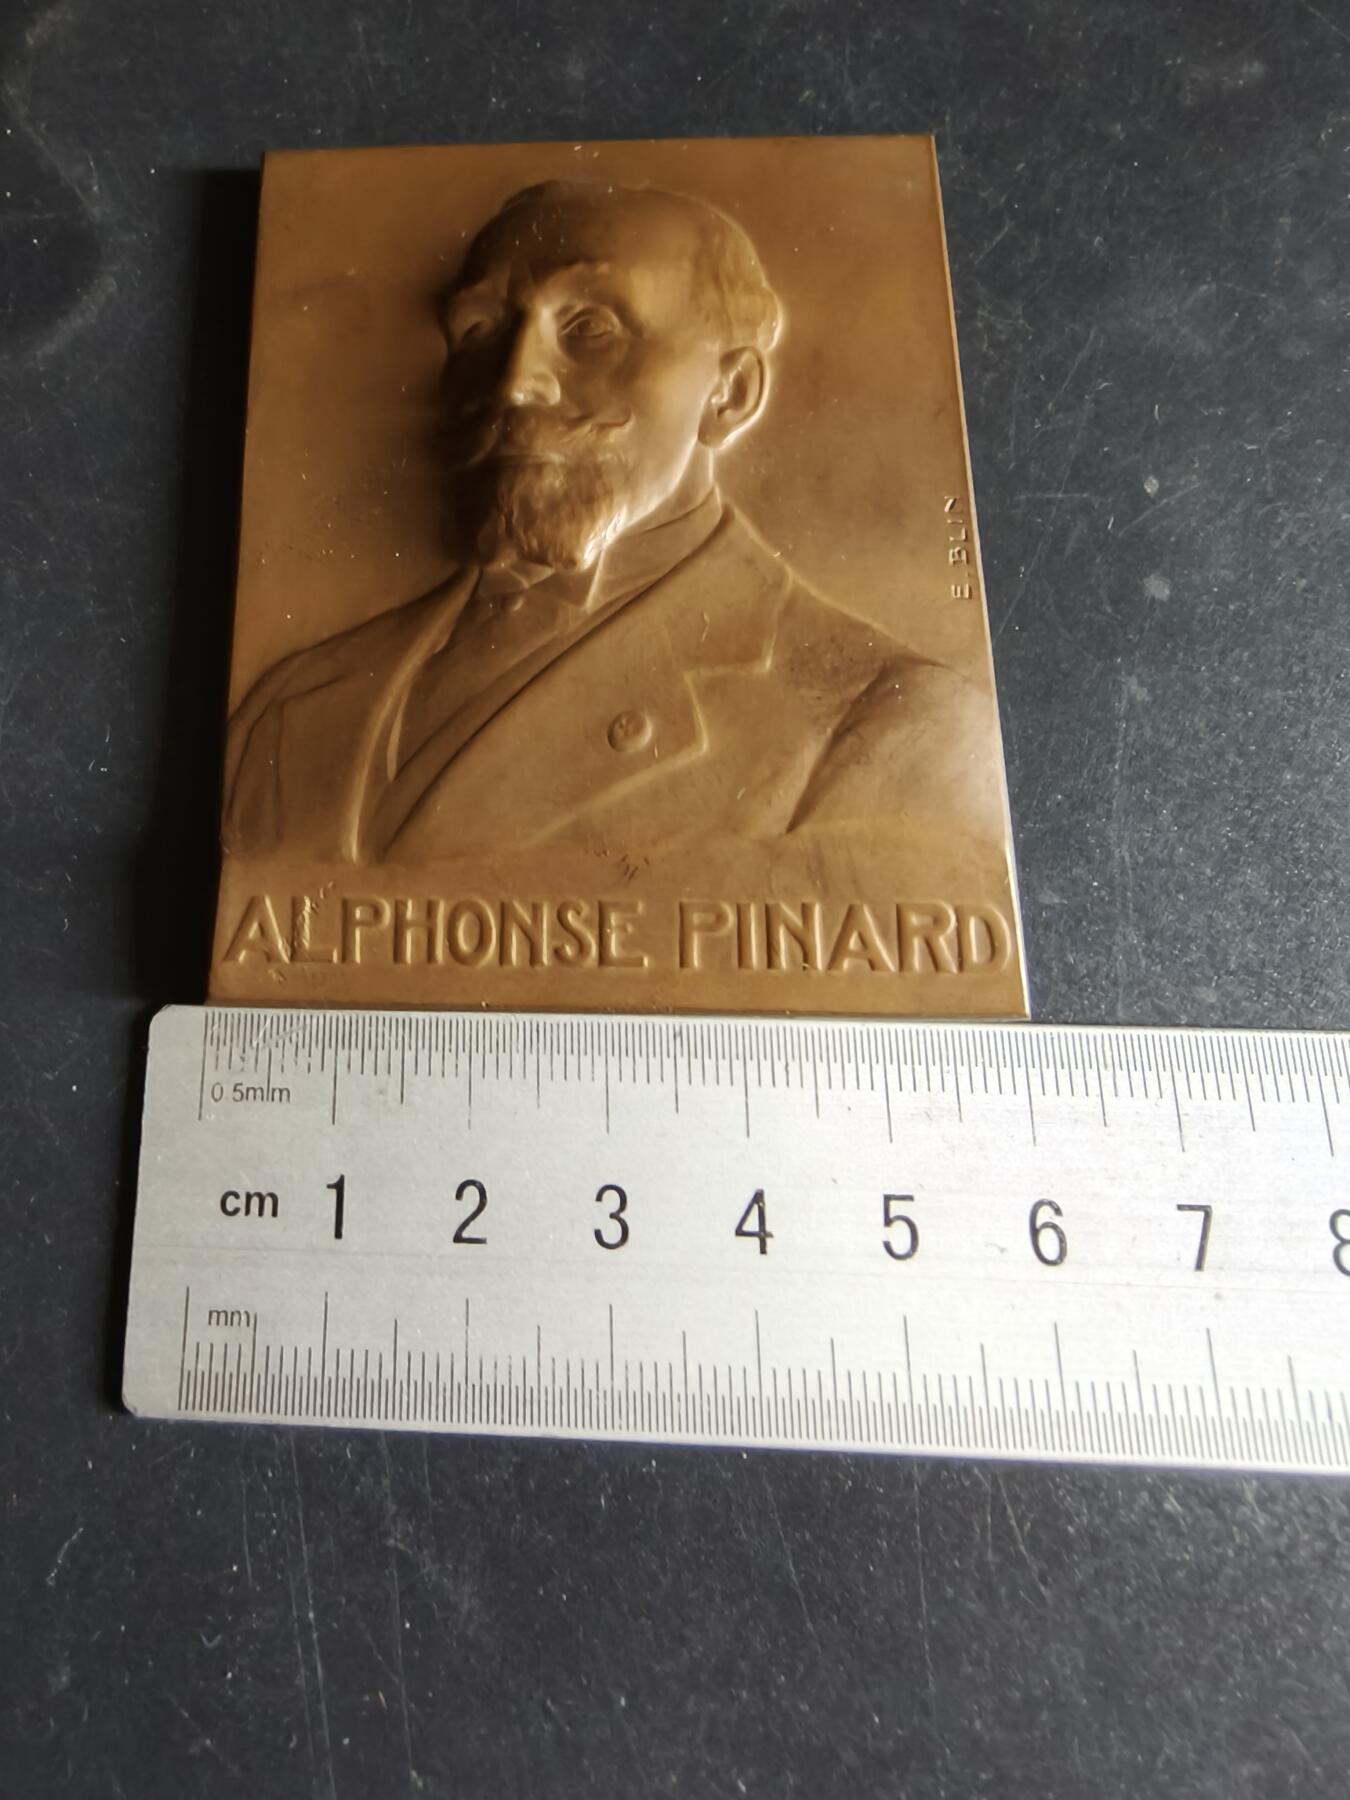 E. BLIN
ALPHONSE PINARD
0.5mm
cm 1 2 3 4 5 6 7 8
mm